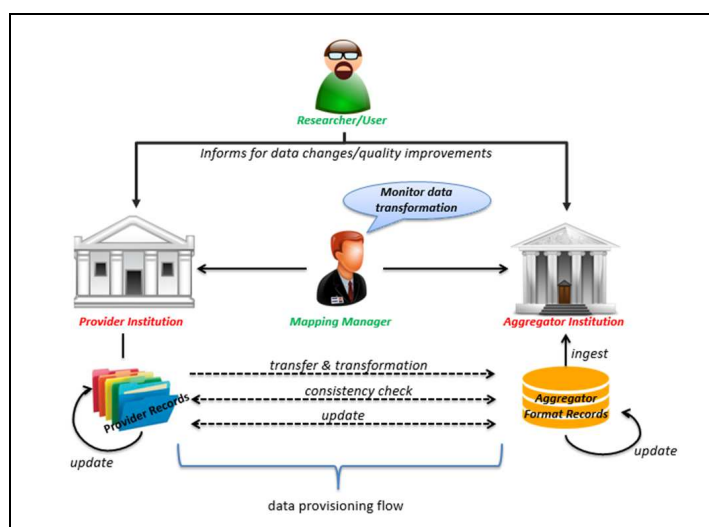 Researcher/User
Informs for data changes/quality improvements
Monitor data
transformation
Provider Institution
Mapping Manager
Aggregator Institution
ingest
transfer & transformation
consistency check
update
Provider Records
Aggregator
Format Records
update
update
data provisioning flow